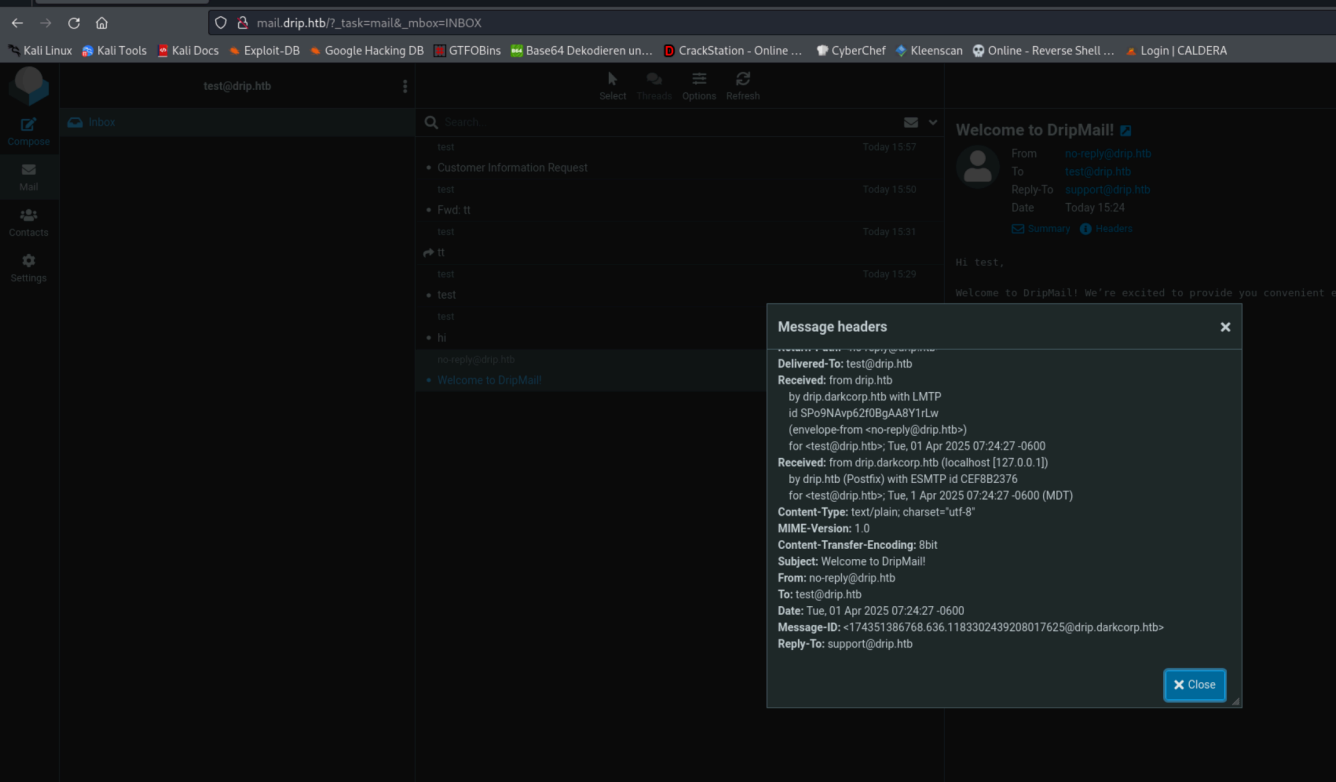 mail.drip.htb/?_task=mail&_mbox=INBOX
Kali Linux
Kali Tools
Kali Docs
Exploit-DB
Google Hacking DB
GTFOBins
Base64 Dekodieren un...
CrackStation - Online ...
CyberChef
Kleenscan
Online - Reverse Shell ...
Login | CALDERA
test@drip.htb
Select
Threads
Options
Refresh
Compose
Mail
Contacts
Settings
Inbox
Search...
test Today 15:57
Customer Information Request
test Today 15:50
Fwd: tt
test Today 15:31
tt
test Today 15:29
test
test
hi
no-reply@drip.htb
Welcome to DripMail!
Welcome to DripMail!
From no-reply@drip.htb
To test@drip.htb
Reply-To support@drip.htb
Date Today 15:24
Summary Headers
Hi test,
Welcome to DripMail! We're excited to provide you convenient
Message headers
Delivered-To: test@drip.htb
Received: from drip.htb
by drip.darkcorp.htb with LMTP
id SPo9NAvp62f0BgAA8Y1rLw
(envelope-from <no-reply@drip.htb>)
for <test@drip.htb>; Tue, 01 Apr 2025 07:24:27 -0600
Received: from drip.darkcorp.htb (localhost [127.0.0.1])
by drip.htb (Postfix) with ESMTP id CEF8B2376
for <test@drip.htb>; Tue, 1 Apr 2025 07:24:27 -0600 (MDT)
Content-Type: text/plain; charset="utf-8"
MIME-Version: 1.0
Content-Transfer-Encoding: 8bit
Subject: Welcome to DripMail!
From: no-reply@drip.htb
To: test@drip.htb
Date: Tue, 01 Apr 2025 07:24:27 -0600
Message-ID: <174351386768.636.1183302439208017625@drip.darkcorp.htb>
Reply-To: support@drip.htb
Close